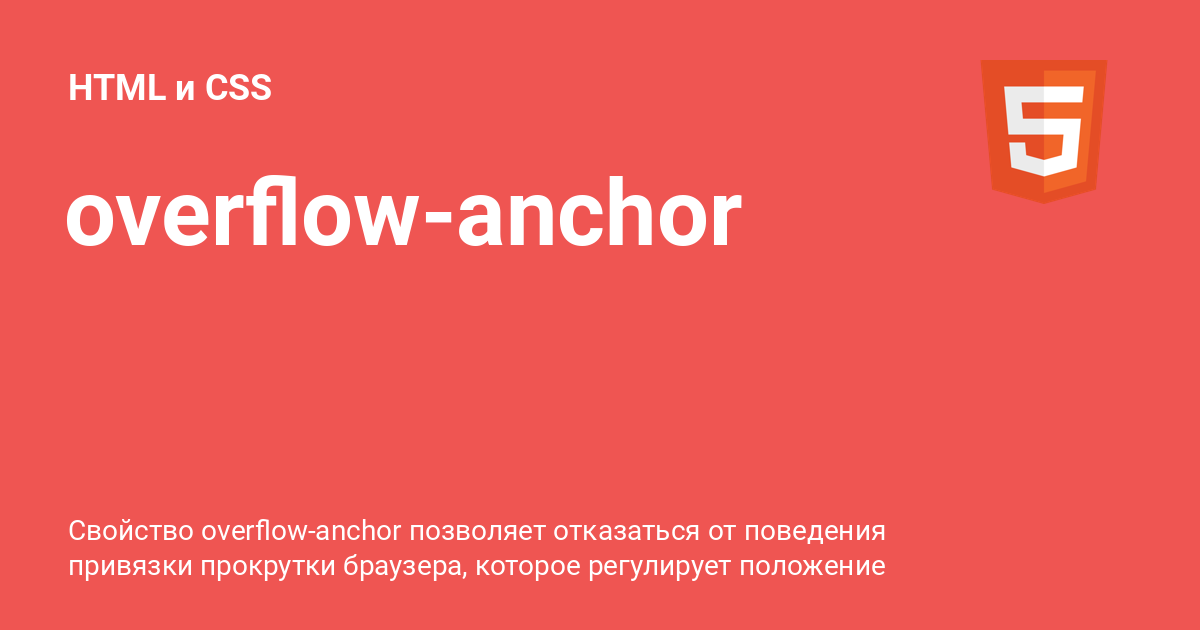 HTML и CSS
overflow-anchor
Свойство overflow-anchor позволяет отказаться от поведения
привязки прокрутки браузера, которое регулирует положение